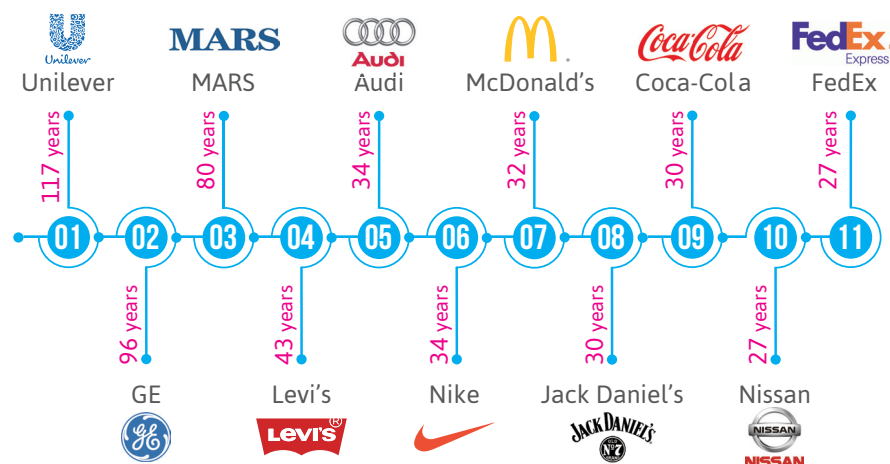 Unilever
MARS
Audi
M
Coca-Cola
FedEx
Express
Unilever
MARS
Audi
McDonald's
Coca-Cola
FedEx
117 years
80 years
34 years
32 years
30 years
27 years
01
02
03
04
05
06
07
08
09
10
11
96 years
43 years
34 years
30 years
27 years
GE
Levi's
Nike
Jack Daniel's
Nissan
GE
LEVI'S®
JACK DANIEL'S
OLD
No 7
NISSAN
NISSAN